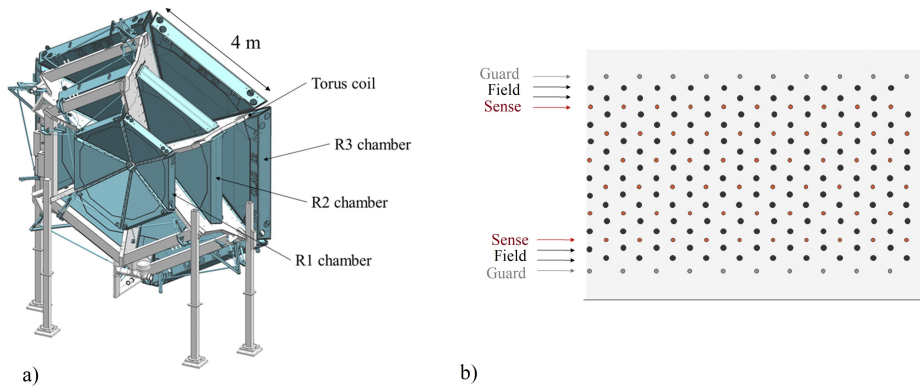 a)
4 m
Torus coil
R3 chamber
R2 chamber
R1 chamber
b)
Guard
Field
Sense
Sense
Field
Guard